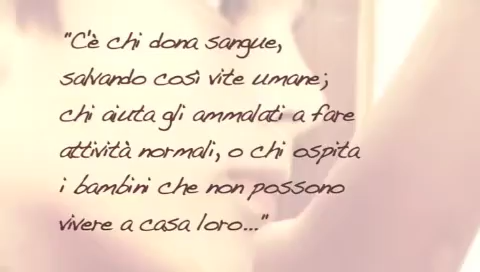 "C'è chi dona sangue,
salvando così vite umane;
chi aiuta gli ammalati a fare
attività normali, o chi ospita
i bambini che non possono
vivere a casa loro..."